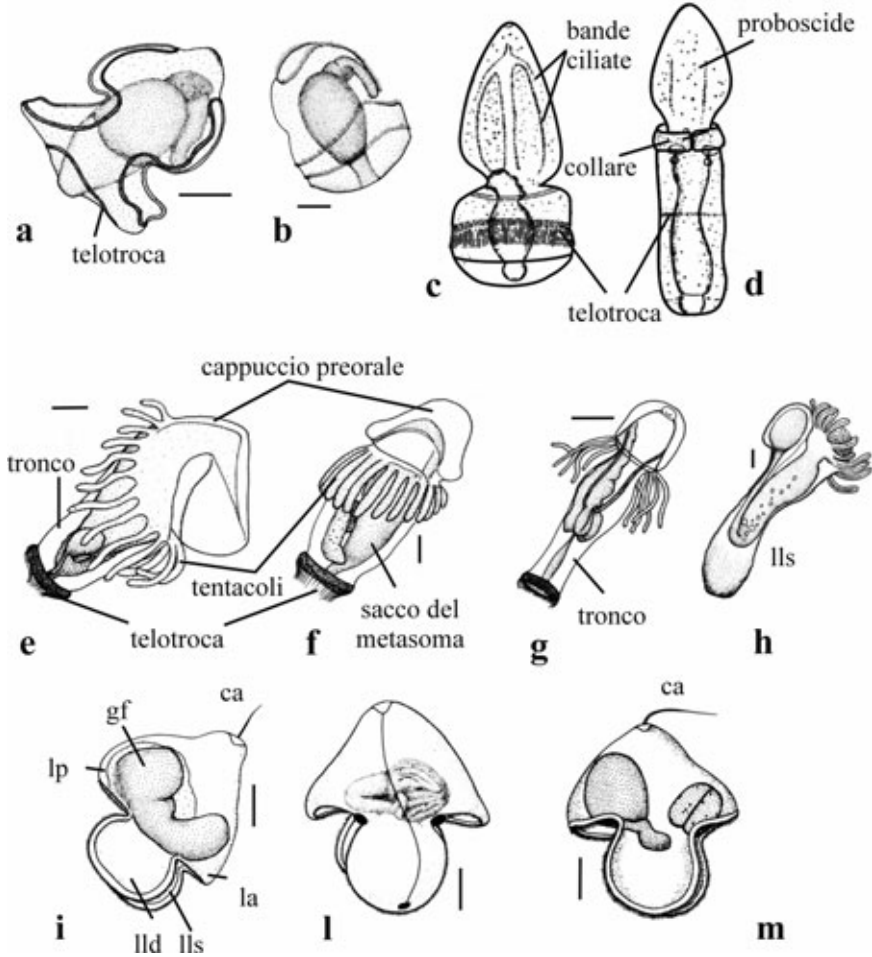 bande
ciliate
proboscide
collare
telotroca
a
b
c
telotroca
d
cappuccio preorale
tronco
tentacoli
lls
telotroca
sacco del
metasoma
tronco
e
f
g
h
ca
ca
gf
lp
la
i
lld
lls
l
m